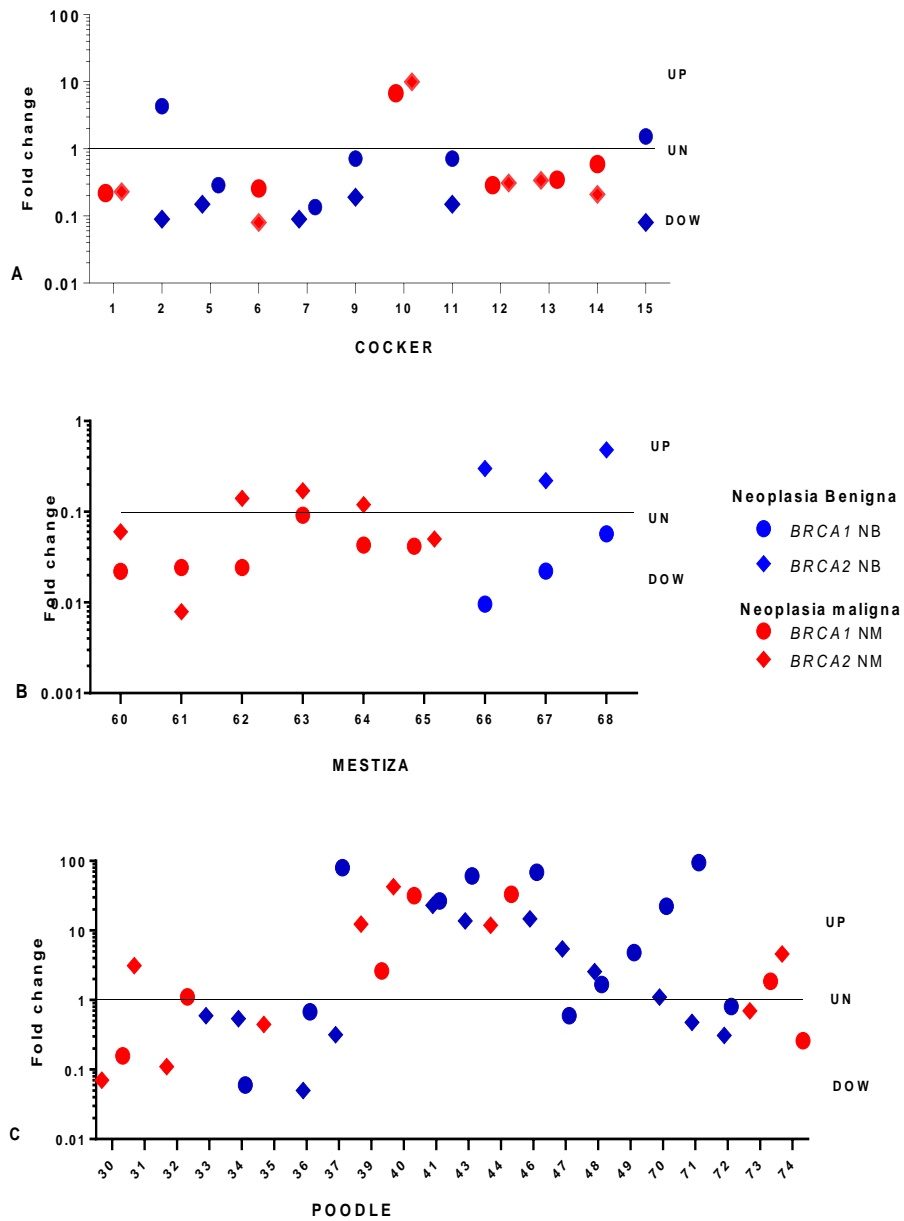 100
UP
10
Fold change
1
UN
0.1
DOW
A
0.01
1 2 5 6 7 9 10 11 12 13 14 15
COCKER
1
UP
0.1
UN
Fold change
DOW
0.01
B
0.001
60 61 62 63 64 65 66 67 68
MESTIZA
Neoplasia Benigna
BRCA1 NB
BRCA2 NB
Neoplasia maligna
BRCA1 NM
BRCA2 NM
100
UP
10
Fold change
1
UN
0.1
DOW
C
0.01
30 31 32 33 34 35 36 37 39 40 41 43 44 46 47 48 49 70 71 72 73 74
POODLE